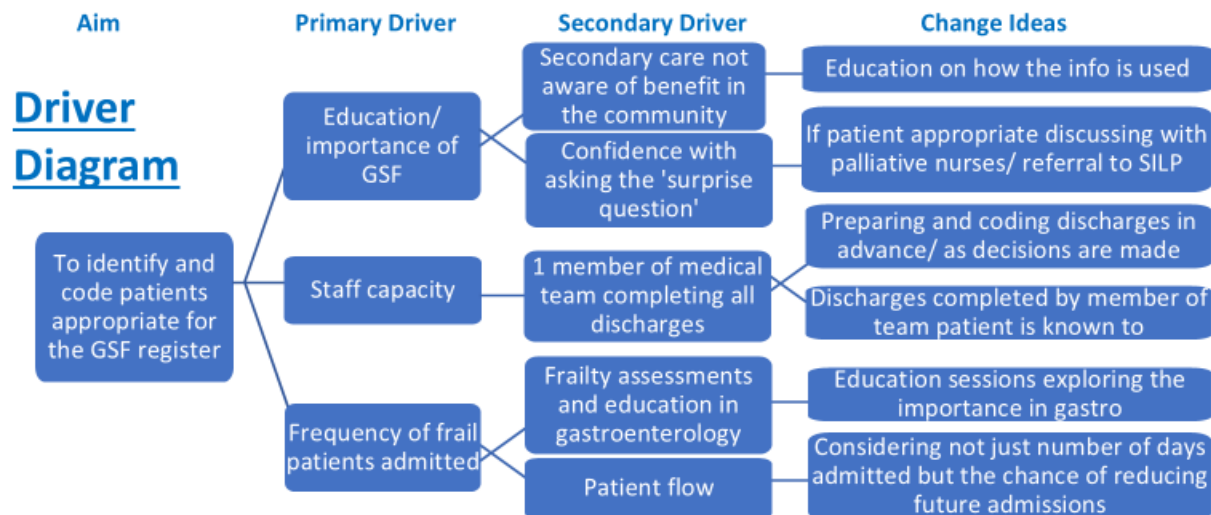 Aim
Primary Driver
Secondary Driver
Change Ideas
Driver
Diagram
To identify and
code patients
appropriate for
the GSF register
Education/
importance of
GSF
Staff capacity
Frequency of frail
patients admitted
Secondary care not
aware of benefit in
the community
Confidence with
asking the 'surprise
question'
1 member of medical
team completing all
discharges
Frailty assessments
and education in
gastroenterology
Patient flow
Education on how the info is used
If patient appropriate discussing with
palliative nurses/ referral to SILP
Preparing and coding discharges in
advance/ as decisions are made
Discharges completed by member of
team patient is known to
Education sessions exploring the
importance in gastro
Considering not just number of days
admitted but the chance of reducing
future admissions